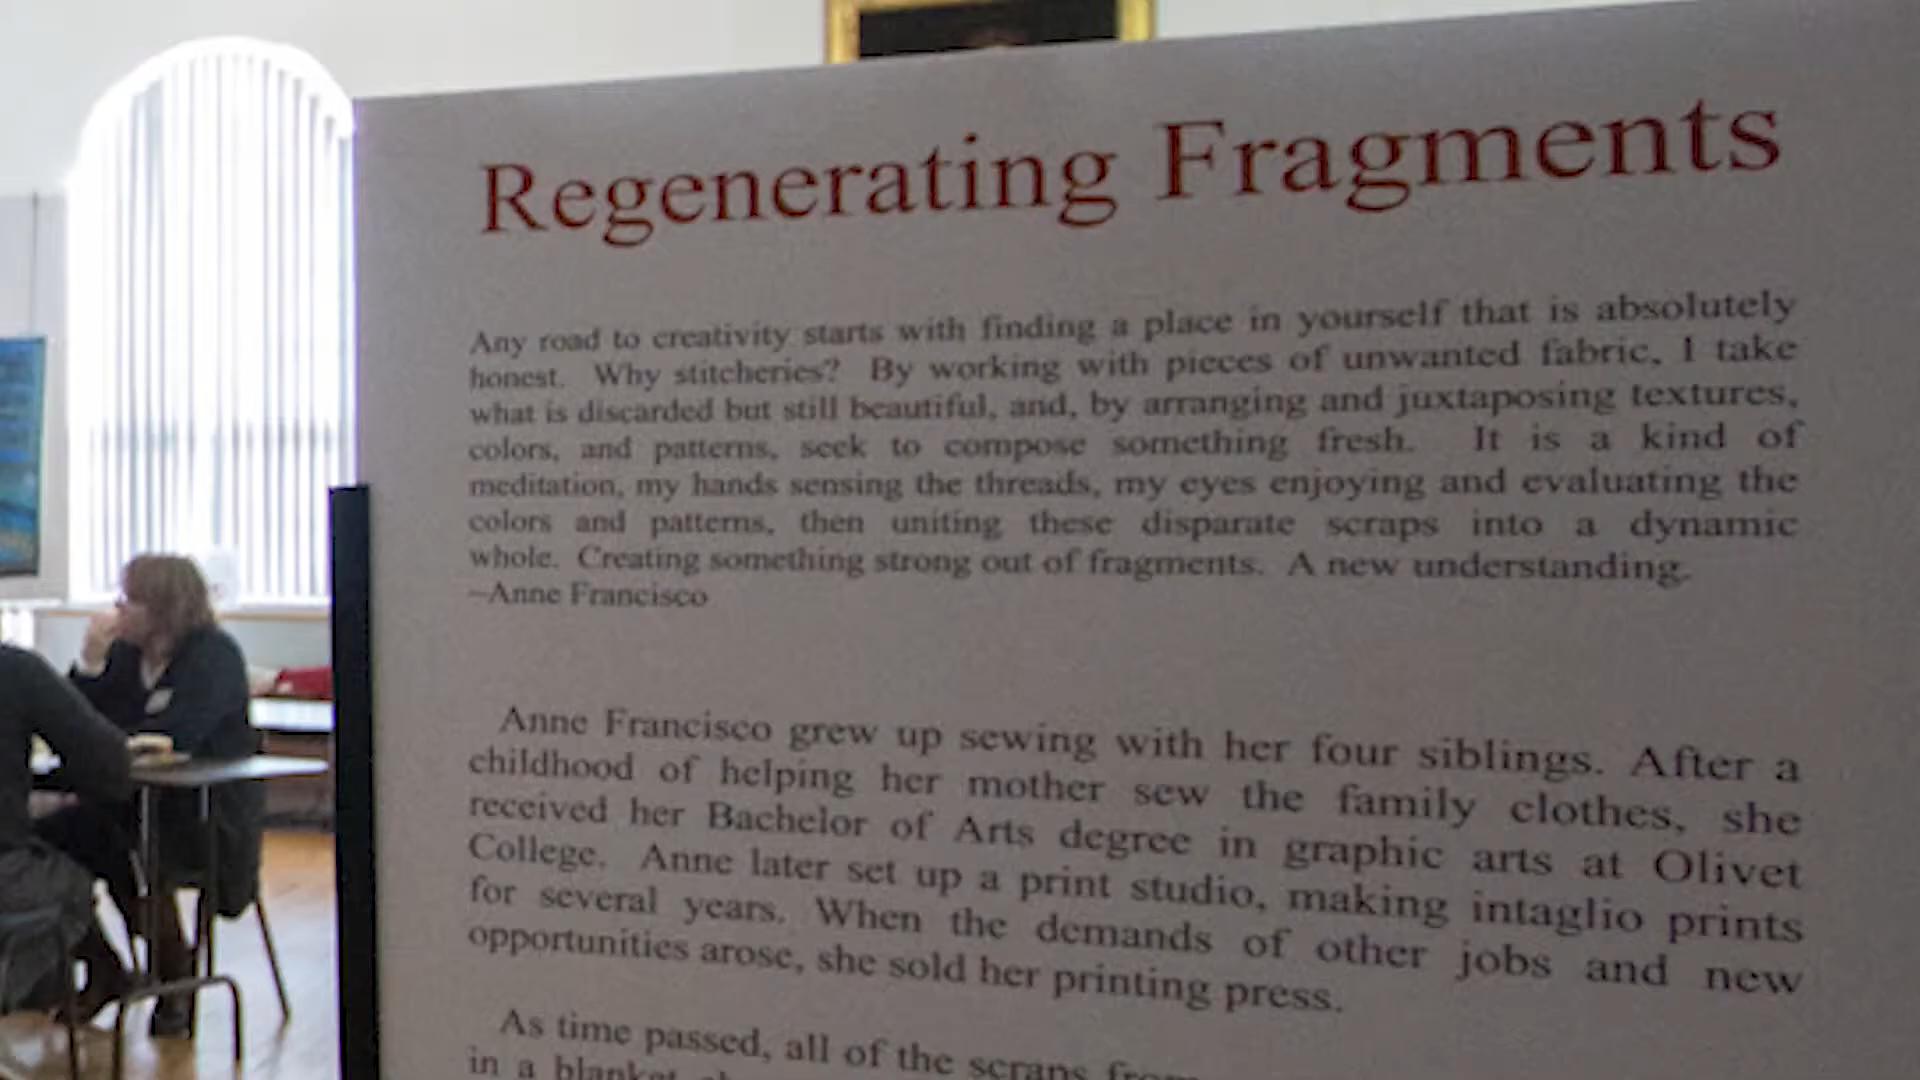 Regenerating Fragments
Any road to creativity starts with finding a place in yourself that is absolutely
honest. Why stitcheries? By working with pieces of unwanted fabric, I take
what is discarded but still beautiful, and, by arranging and juxtaposing textures,
colors, and patterns, seek to compose something fresh. It is a kind of
meditation, my hands sensing the threads, my eyes enjoying and evaluating the
colors and patterns, then uniting these disparate scraps into a dynamic
whole. Creating something strong out of fragments. A new understanding.
–Anne Francisco
Anne Francisco grew up sewing with her four siblings. After a
childhood of helping her mother sew the family clothes, she
received her Bachelor of Arts degree in graphic arts at Olivet
College. Anne later set up a print studio, making intaglio prints
for several years. When the demands of other jobs and new
opportunities arose, she sold her printing press.
As time passed, all of the scraps from
in a blanket